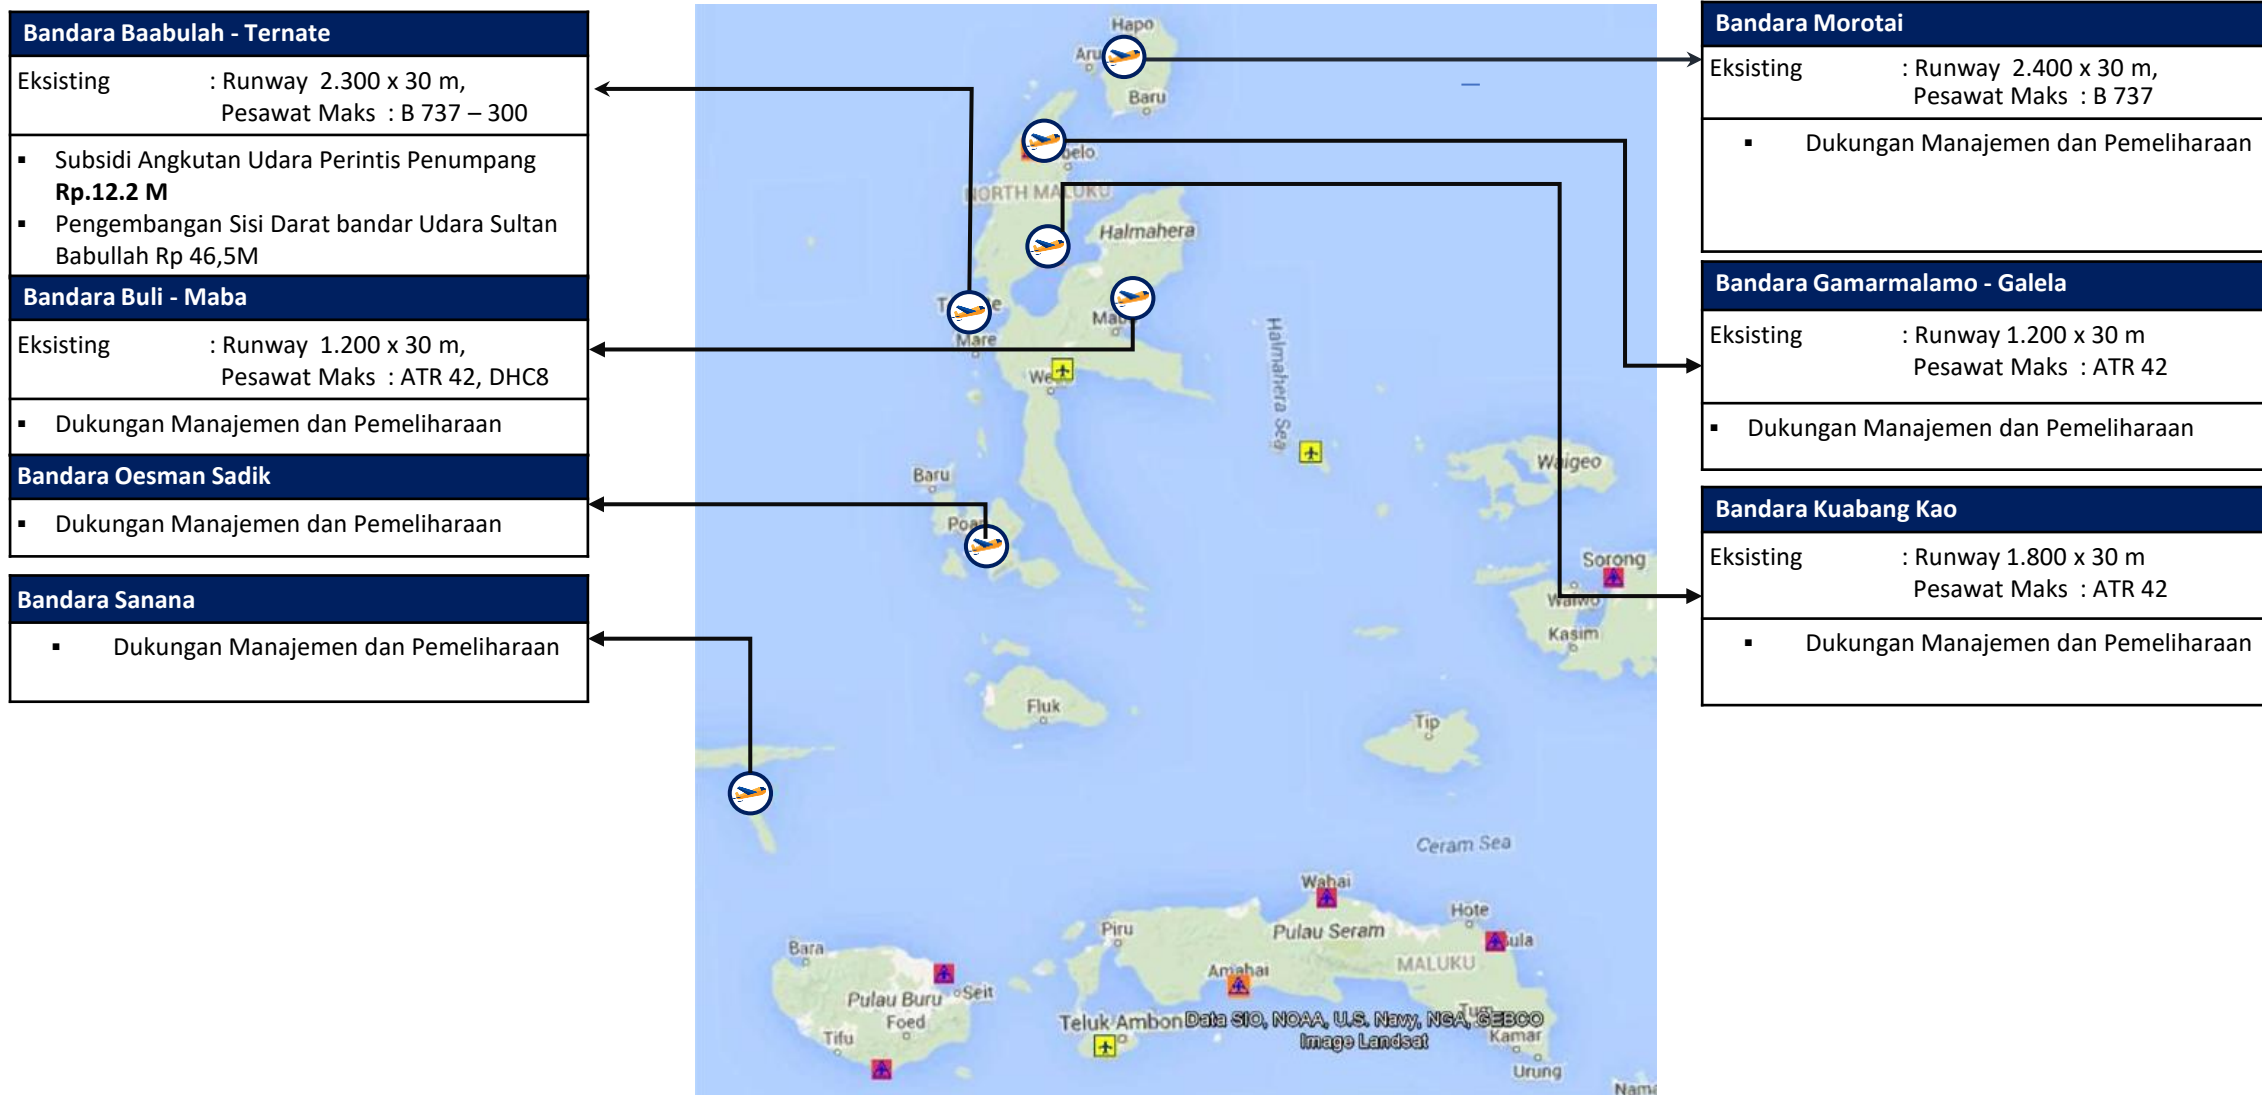 Bandara Baabulah - Ternate
Eksisting : Runway 2.300 x 30 m,
Pesawat Maks : B 737 – 300
▪ Subsidi Angkutan Udara Perintis Penumpang
Rp.12.2 M
▪ Pengembangan Sisi Darat bandar Udara Sultan
Babullah Rp 46,5M
Bandara Buli - Maba
Eksisting : Runway 1.200 x 30 m,
Pesawat Maks : ATR 42, DHC8
▪ Dukungan Manajemen dan Pemeliharaan
Bandara Oesman Sadik
▪ Dukungan Manajemen dan Pemeliharaan
Bandara Sanana
▪ Dukungan Manajemen dan Pemeliharaan
Hapo
Baru
NORTH MALUKU
Halmahera
Mare
Halmahera Sea
Baru
Waigeo
Sorong
Waiwo
Kasim
Fluk
Tip
Ceram Sea
Wahai
Hote
Piru
Pulau Seram
Bara
Amahai
MALUKU
Pulau Buru
Seit
Foed
Teluk Ambon
Data SIO, NOAA, U.S. Navy, NGA, GEBCO
Image Landsat
Tifu
Kamar
Urung
Bandara Morotai
Eksisting : Runway 2.400 x 30 m,
Pesawat Maks : B 737
▪ Dukungan Manajemen dan Pemeliharaan
Bandara Gamarmalamo - Galela
Eksisting : Runway 1.200 x 30 m
Pesawat Maks : ATR 42
▪ Dukungan Manajemen dan Pemeliharaan
Bandara Kuabang Kao
Eksisting : Runway 1.800 x 30 m
Pesawat Maks : ATR 42
▪ Dukungan Manajemen dan Pemeliharaan